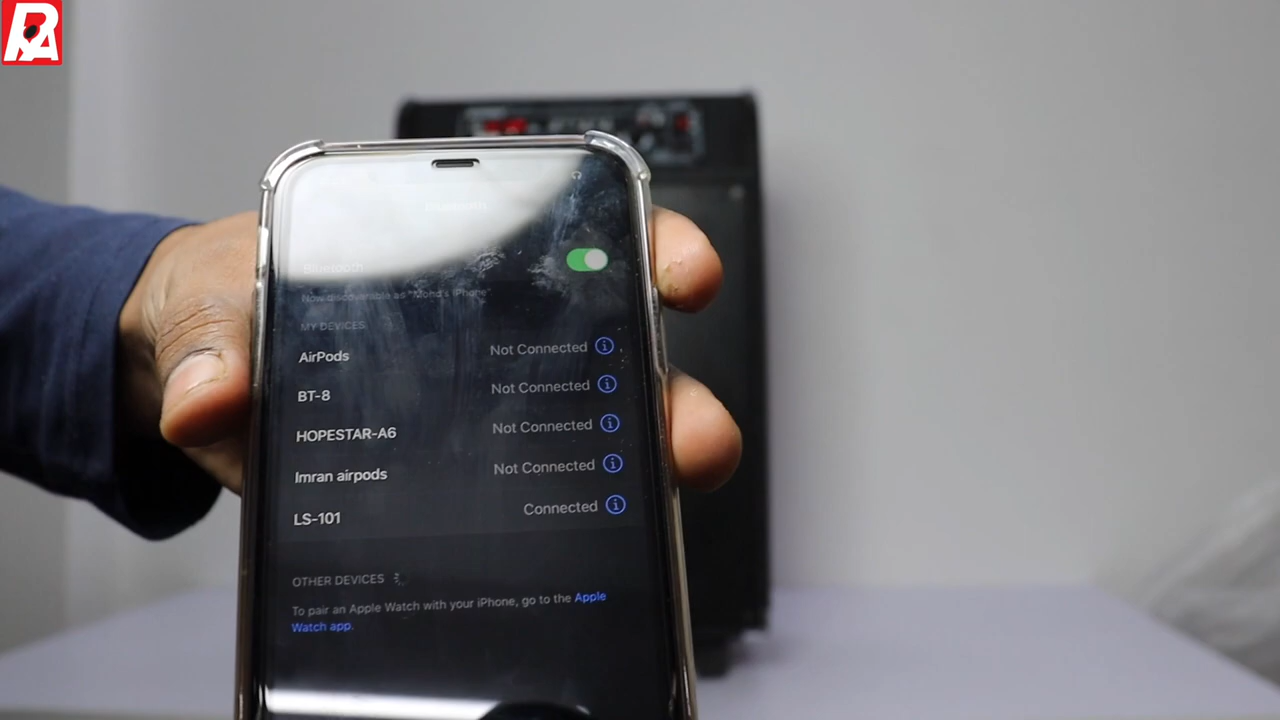 RA
Bluetooth
Bluetooth
Now discoverable as "Mohd's iPhone"
MY DEVICES
AirPods Not Connected
BT-8 Not Connected
HOPESTAR-A6 Not Connected
Imran airpods Not Connected
LS-101 Connected
OTHER DEVICES
To pair an Apple Watch with your iPhone, go to the Apple
Watch app.